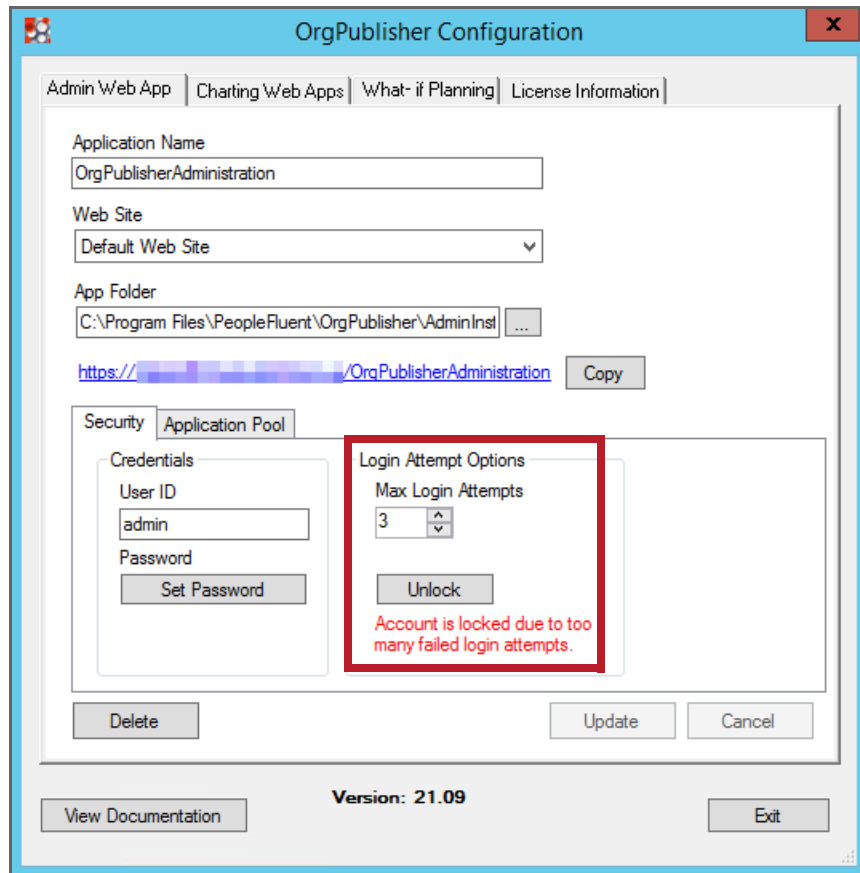 OrgPublisher Configuration
x
Admin Web App
Charting Web Apps
What- if Planning
License Information
Application Name
OrgPublisherAdministration
Web Site
Default Web Site
App Folder
C:\Program Files\PeopleFluent\OrgPublisher\AdminInst
...
https:// /OrgPublisherAdministration
Copy
Security
Application Pool
Credentials
User ID
admin
Password
Set Password
Login Attempt Options
Max Login Attempts
3
Unlock
Account is locked due to too
many failed login attempts.
Delete
Update
Cancel
View Documentation
Version: 21.09
Exit